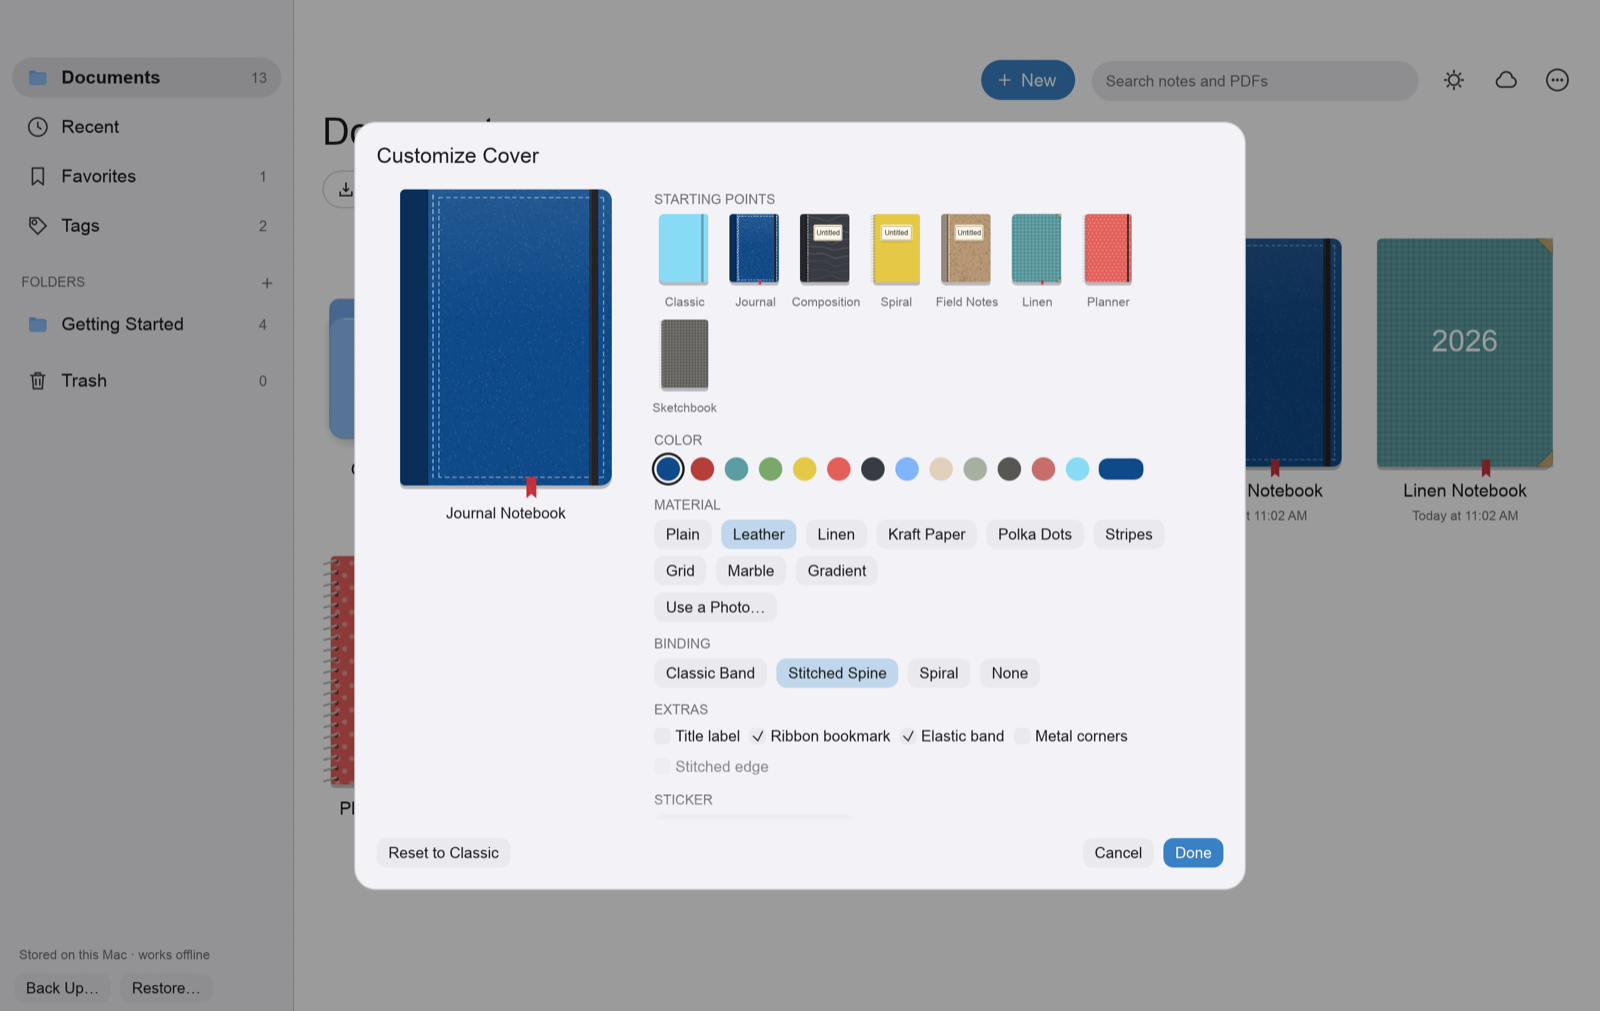 Documents 13
Recent
Favorites 1
Tags 2
FOLDERS
Getting Started 4
Trash 0
Stored on this Mac · works offline
Back Up…
Restore…
+ New
Search notes and PDFs
Customize Cover
Journal Notebook
STARTING POINTS
Untitled
Untitled
Untitled
Classic
Journal
Composition
Spiral
Field Notes
Linen
Planner
Sketchbook
COLOR
MATERIAL
Plain
Leather
Linen
Kraft Paper
Polka Dots
Stripes
Grid
Marble
Gradient
Use a Photo…
BINDING
Classic Band
Stitched Spine
Spiral
None
EXTRAS
Title label
Ribbon bookmark
Elastic band
Metal corners
Stitched edge
STICKER
Reset to Classic
Cancel
Done
Notebook
t 11:02 AM
2026
Linen Notebook
Today at 11:02 AM